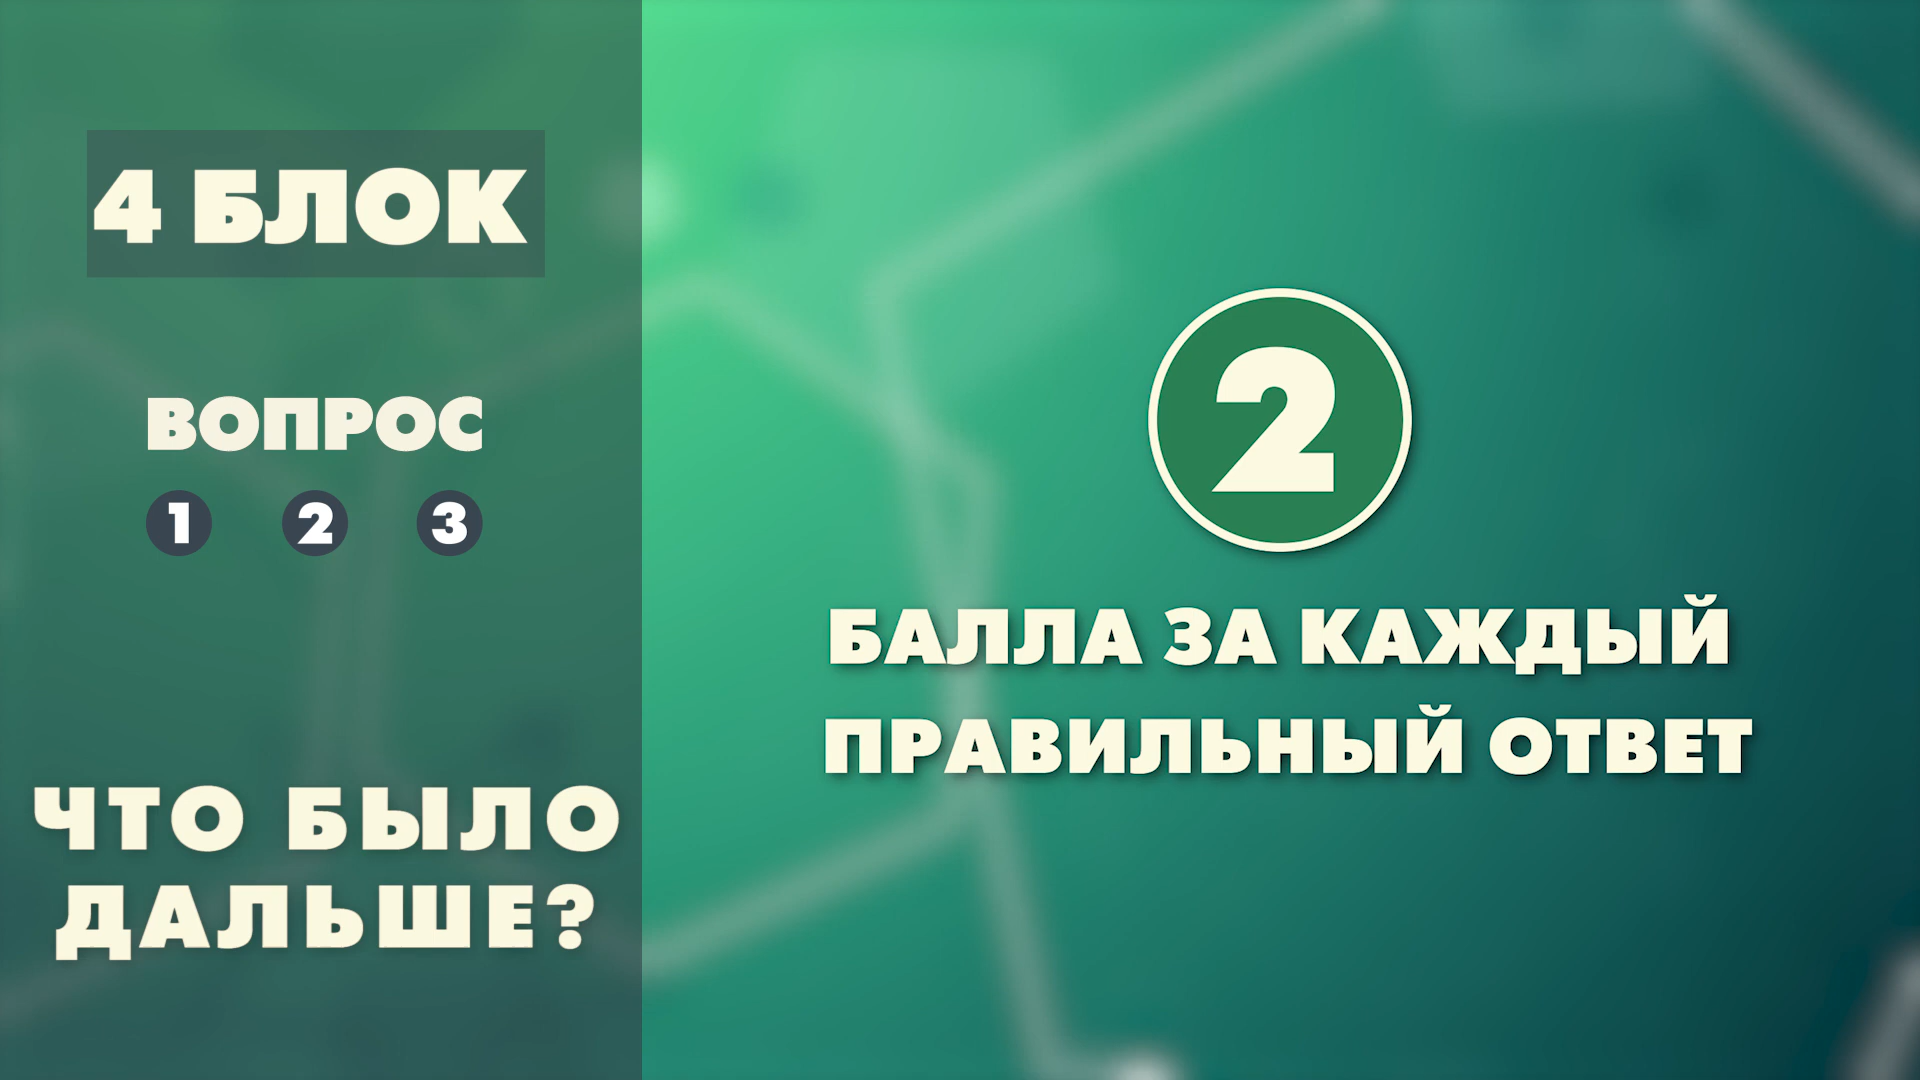 4 БЛОК
ВОПРОС
1 2 3
ЧТО БЫЛО
ДАЛЬШЕ?
2
БАЛЛА ЗА КАЖДЫЙ
ПРАВИЛЬНЫЙ ОТВЕТ